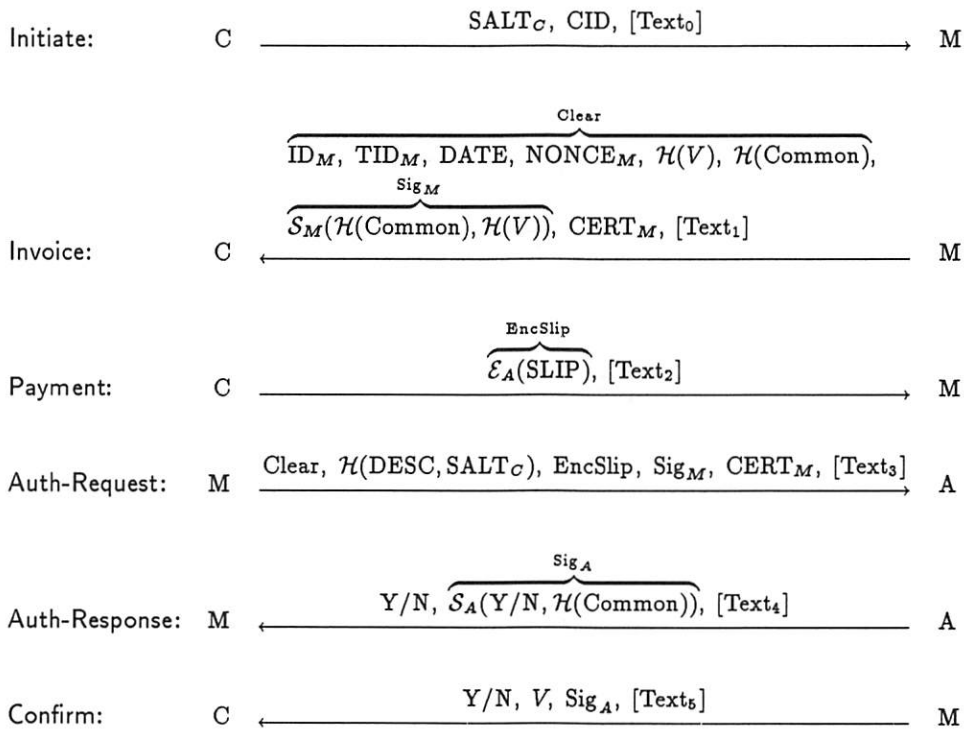 Initiate: C SALT_C, CID, [Text_0] M
Clear
ID_M, TID_M, DATE, NONCE_M, ℋ(V), ℋ(Common),
Sig_M
Invoice: C 𝒮_M(ℋ(Common), ℋ(V)), CERT_M, [Text_1] M
EncSlip
Payment: C ℰ_A(SLIP), [Text_2] M
Auth-Request: M Clear, ℋ(DESC, SALT_C), EncSlip, Sig_M, CERT_M, [Text_3] A
Sig_A
Auth-Response: M Y/N, 𝒮_A(Y/N, ℋ(Common)), [Text_4] A
Confirm: C Y/N, V, Sig_A, [Text_5] M